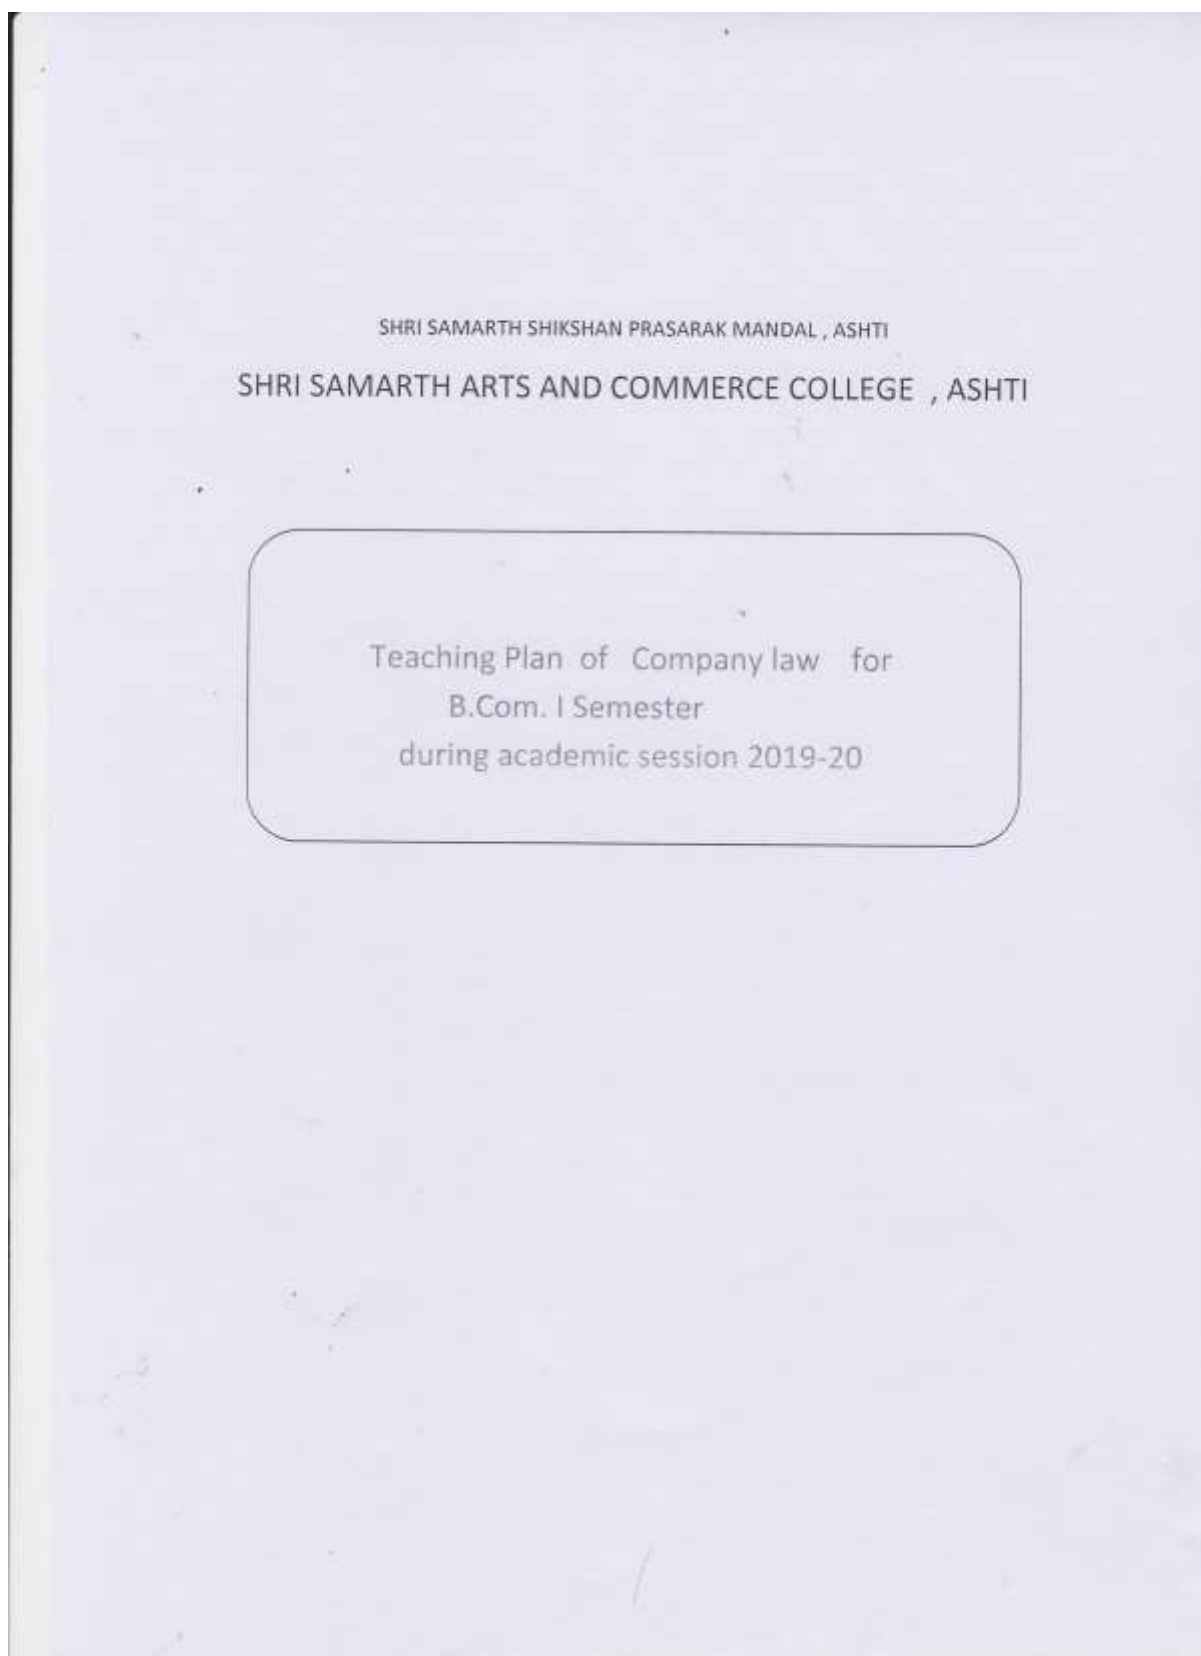 SHRI SAMARTH SHIKSHAN PRASARAK MANDAL , ASHTI
SHRI SAMARTH ARTS AND COMMERCE COLLEGE , ASHTI
Teaching Plan of Company law for
B.Com. I Semester
during academic session 2019-20